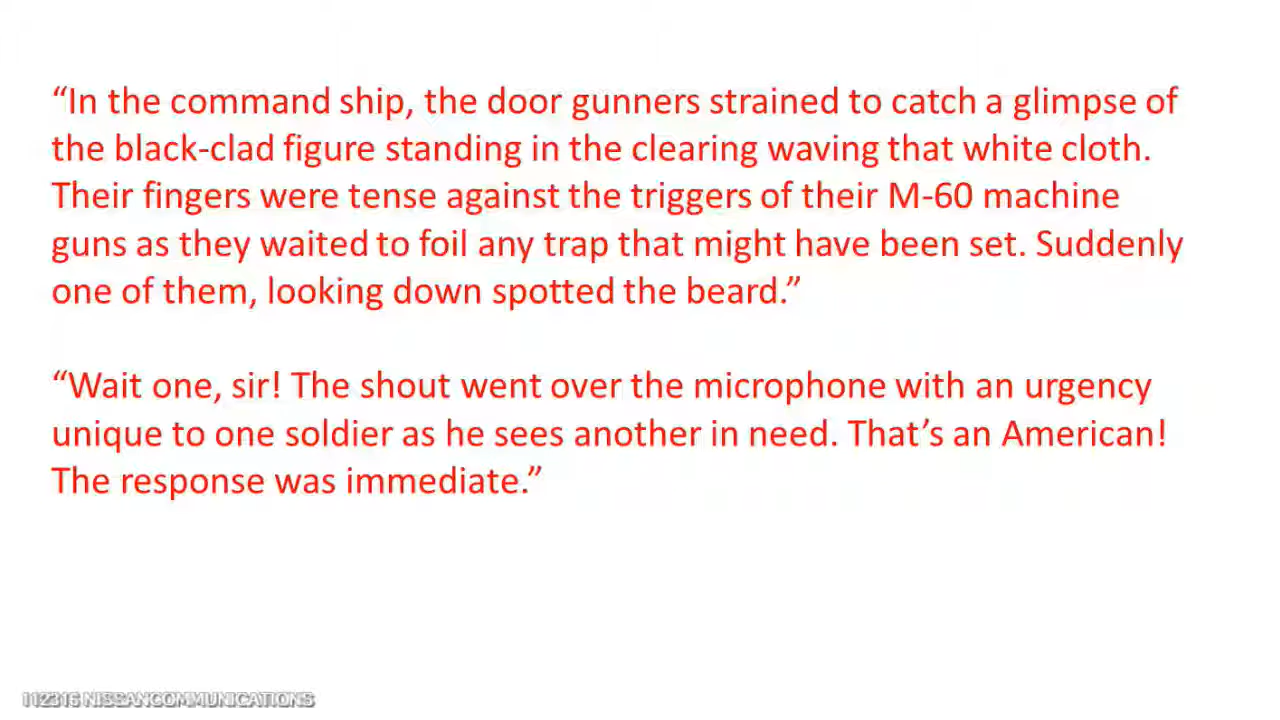 “In the command ship, the door gunners strained to catch a glimpse of
the black-clad figure standing in the clearing waving that white cloth.
Their fingers were tense against the triggers of their M-60 machine
guns as they waited to foil any trap that might have been set. Suddenly
one of them, looking down spotted the beard.”
“Wait one, sir! The shout went over the microphone with an urgency
unique to one soldier as he sees another in need. That’s an American!
The response was immediate.”
112316 NISSANCOMMUNICATIONS